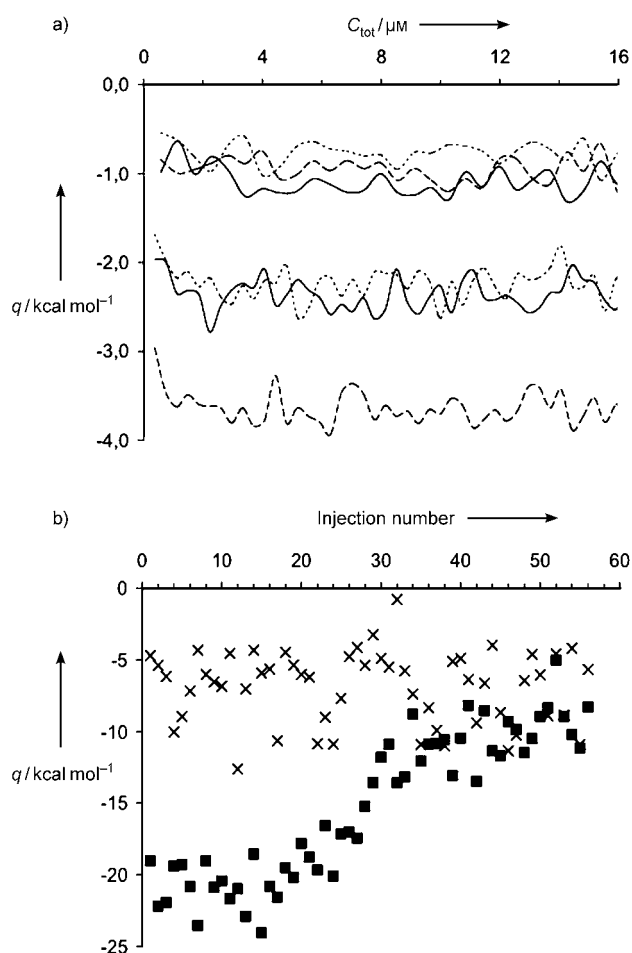 a)
Ctot / µM
0 4 8 12 16
0,0
-1,0
-2,0
q / kcal mol−1
-3,0
-4,0
b)
Injection number
0 10 20 30 40 50 60
0
-5
-10
q / kcal mol−1
-15
-20
-25